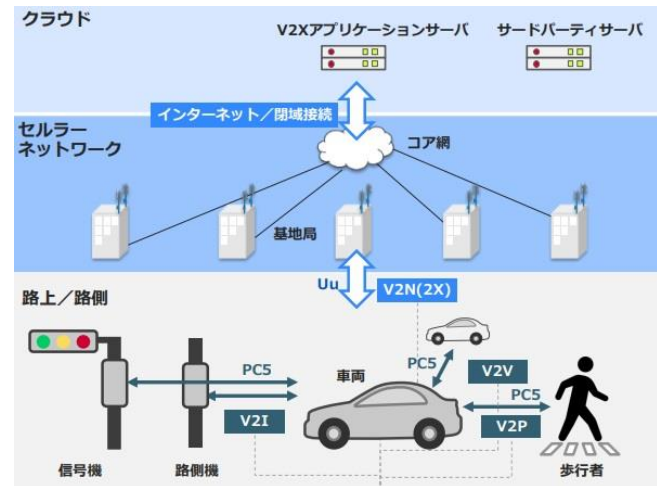 クラウド
V2Xアプリケーションサーバ
サードパーティサーバ
インターネット／閉域接続
セルラー
ネットワーク
コア網
基地局
Uu
V2N(2X)
路上／路側
PC5
車両
PC5
V2V
PC5
V2I
V2P
信号機
路側機
歩行者